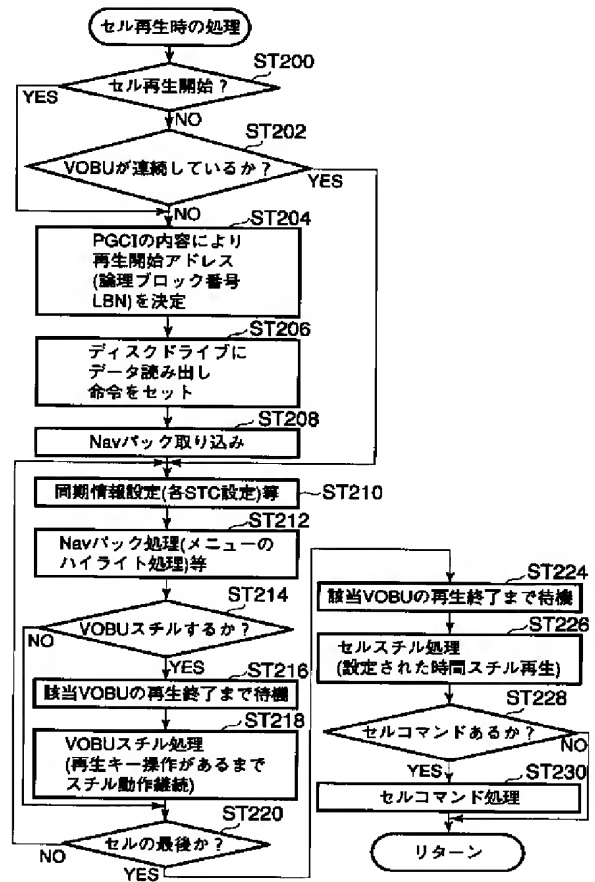 セル再生時の処理
ST200
セル再生開始?
YES
NO
ST202
VOBUが連続しているか?
YES
NO
ST204
PGCIの内容により
再生開始アドレス
(論理ブロック番号
LBN)を決定
ST206
ディスクドライブに
データ読み出し
命令をセット
ST208
Navパック取り込み
同期情報設定(各STC設定)等
ST210
ST212
Navパック処理(メニューの
ハイライト処理)等
ST214
VOBUスチルするか?
NO
YES
ST216
該当VOBUの再生終了まで待機
ST218
VOBUスチル処理
(再生キー操作があるまで
スチル動作継続)
ST220
セルの最後か?
NO
YES
ST224
該当VOBUの再生終了まで待機
ST226
セルスチル処理
(設定された時間スチル再生)
ST228
セルコマンドあるか?
NO
YES
ST230
セルコマンド処理
リターン